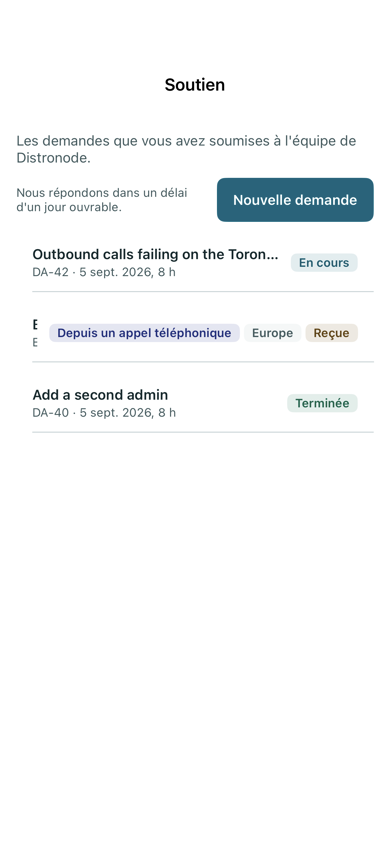 Soutien
Les demandes que vous avez soumises à l'équipe de
Distronode.
Nous répondons dans un délai
d'un jour ouvrable.
Nouvelle demande
Outbound calls failing on the Toron...
DA-42 · 5 sept. 2026, 8 h
En cours
Depuis un appel téléphonique
Europe
Reçue
Add a second admin
DA-40 · 5 sept. 2026, 8 h
Terminée